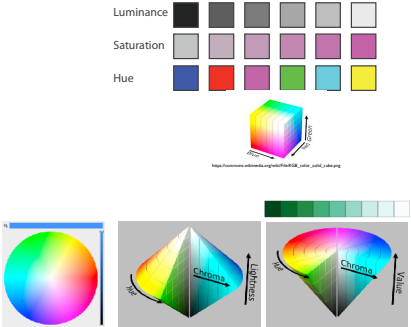 Luminance
Saturation
Hue
Green
Blue
Red
https://commons.wikimedia.org/wiki/File:RGB_color_solid_cube.png
Hue
Chroma
Lightness
Hue
Chroma
Value